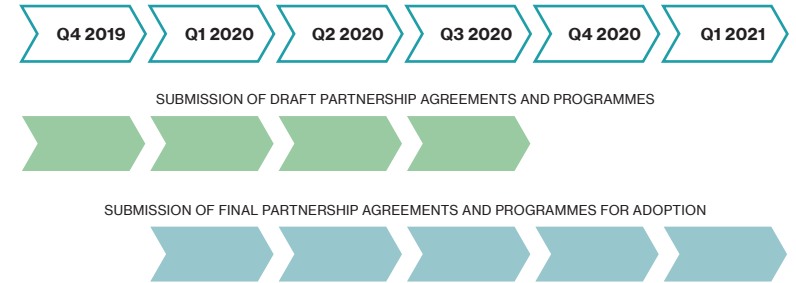 Q4 2019 Q1 2020 Q2 2020 Q3 2020 Q4 2020 Q1 2021
SUBMISSION OF DRAFT PARTNERSHIP AGREEMENTS AND PROGRAMMES
SUBMISSION OF FINAL PARTNERSHIP AGREEMENTS AND PROGRAMMES FOR ADOPTION